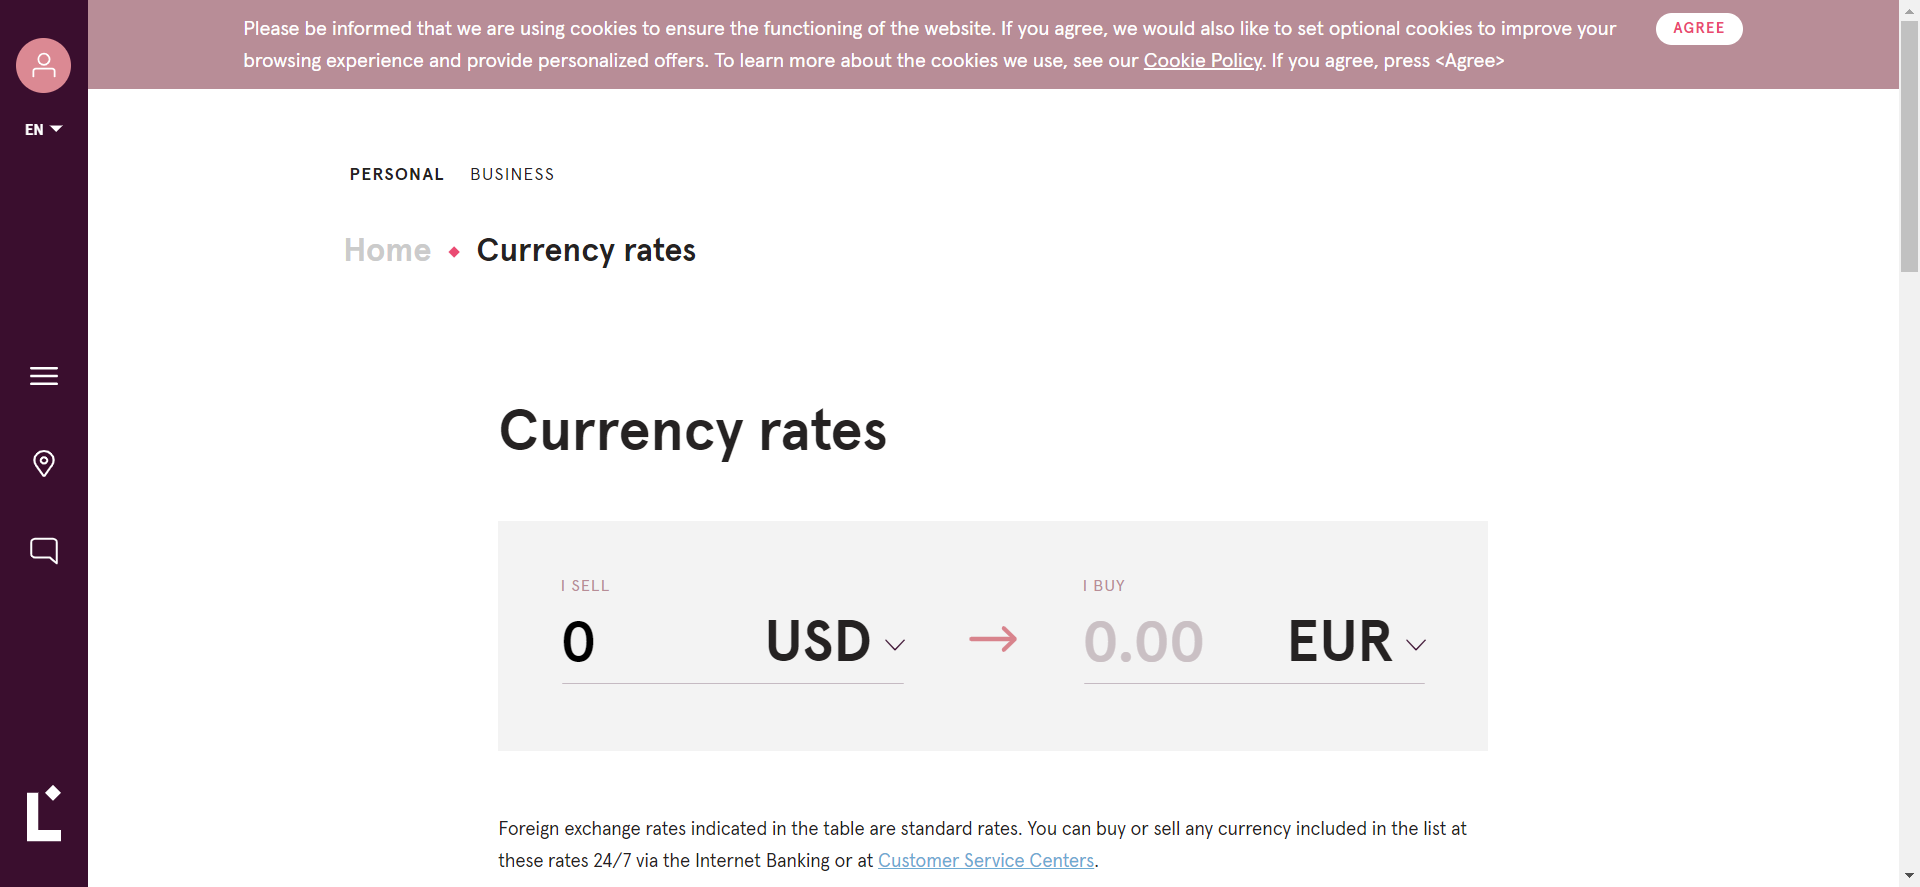 Please be informed that we are using cookies to ensure the functioning of the website. If you agree, we would also like to set optional cookies to improve your
browsing experience and provide personalized offers. To learn more about the cookies we use, see our Cookie Policy. If you agree, press <Agree>
AGREE
EN
PERSONAL BUSINESS
Home Currency rates
Currency rates
I SELL
0 USD
I BUY
0.00 EUR
Foreign exchange rates indicated in the table are standard rates. You can buy or sell any currency included in the list at
these rates 24/7 via the Internet Banking or at Customer Service Centers.
L